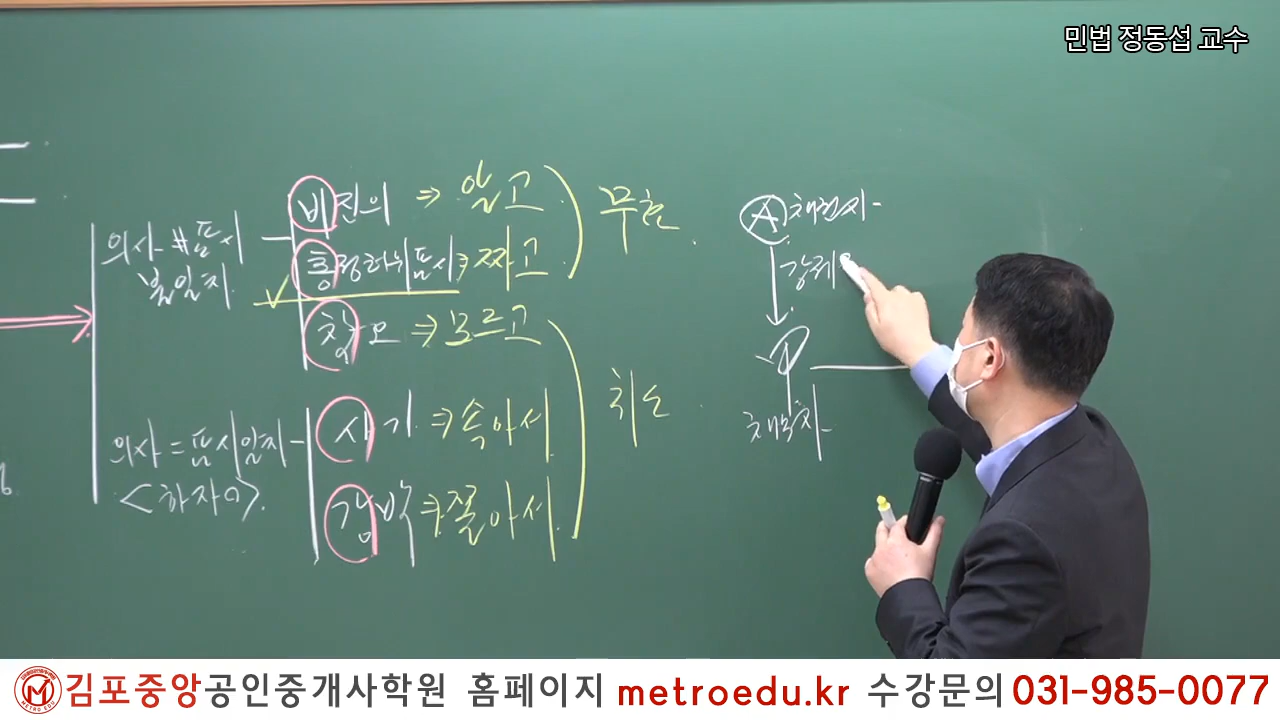 민법 정동섭 교수
비진의 ⇒ 알고
무효
의사 ≠ 표시
불일치
통정허위표시 ⇒ 짜고
착오 ⇒ 모르고
취소
사기 ⇒ 속아서
의사 = 표시 일치
<하자 이>
강박 ⇒ 쫄아서
A 채권자
강제
채무자
김포중앙공인중개사학원 홈페이지 metroedu.kr 수강문의 031-985-0077
METRO EDU